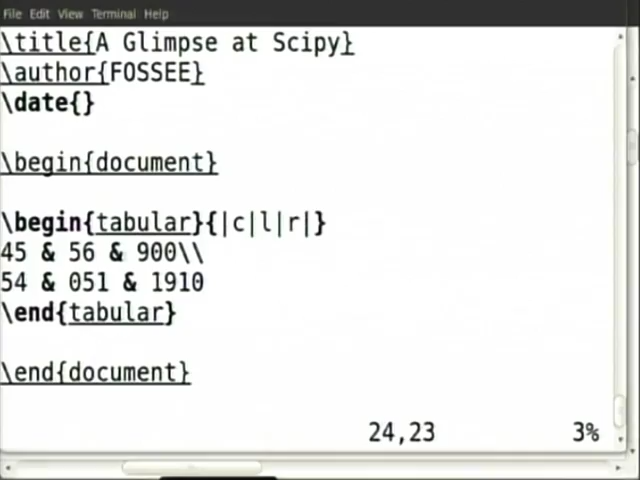 File Edit View Terminal Help
\title{A Glimpse at Scipy}
\author{FOSSEE}
\date{}
\begin{document}
\begin{tabular}{|c|l|r|}
45 & 56 & 900\\
54 & 051 & 1910
\end{tabular}
\end{document}
24,23 3%